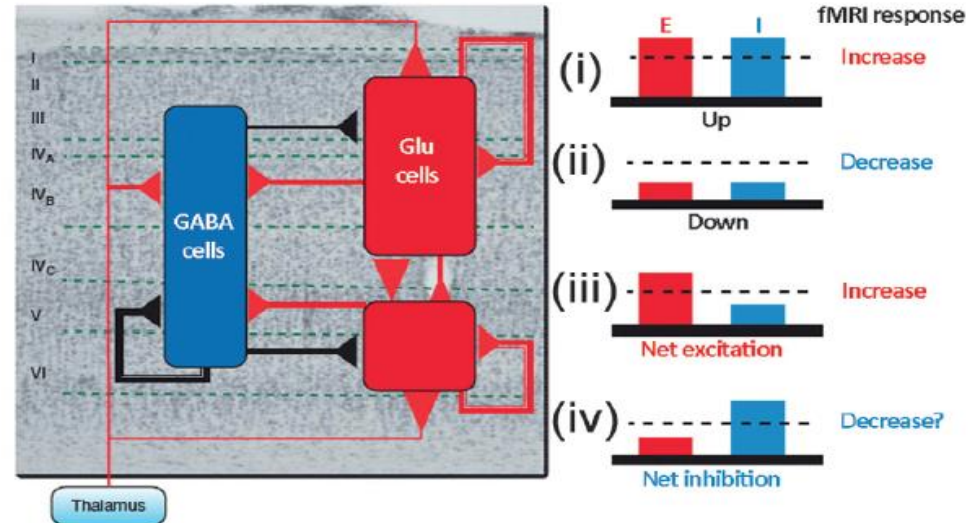 I
II
III
IVA
IVB
IVC
V
VI
GABA
cells
Glu
cells
Thalamus
fMRI response
E I
(i) Increase
Up
(ii) Decrease
Down
(iii) Increase
Net excitation
(iv) Decrease?
Net inhibition